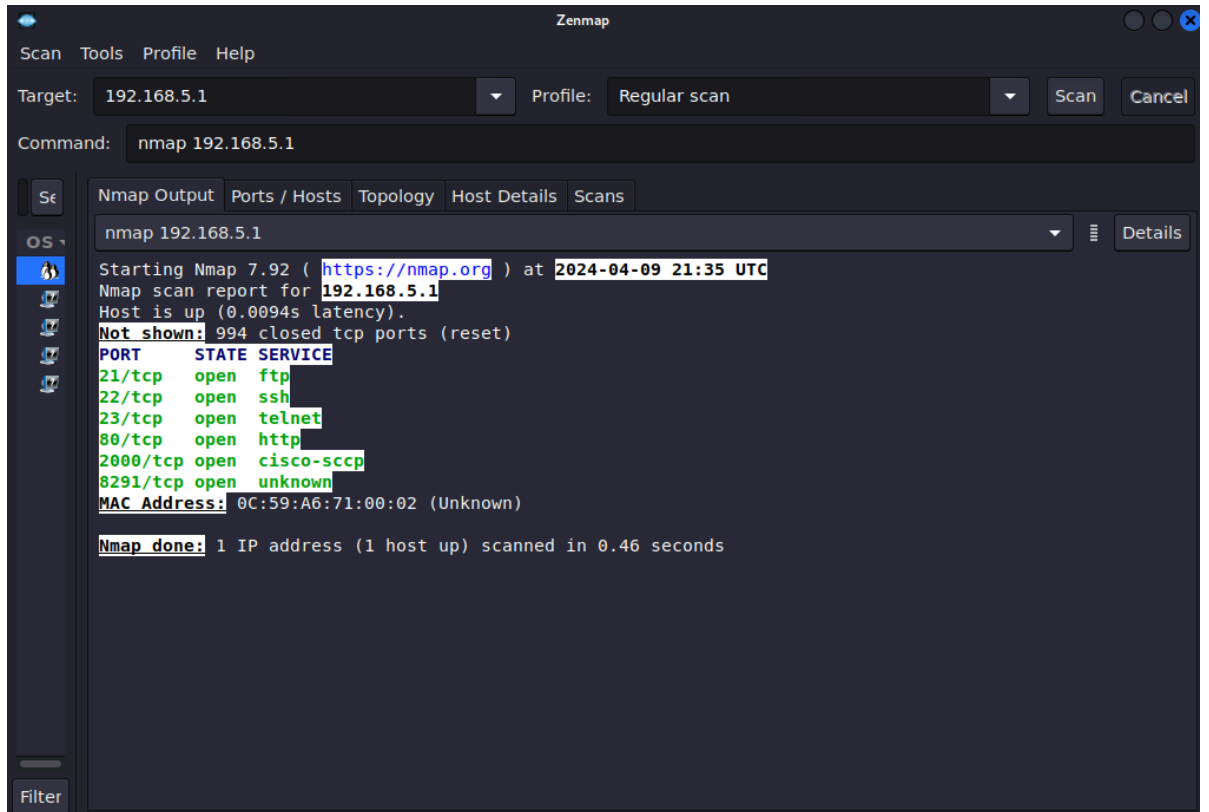 Zenmap
Scan Tools Profile Help
Target: 192.168.5.1 Profile: Regular scan Scan Cancel
Command: nmap 192.168.5.1
Nmap Output Ports / Hosts Topology Host Details Scans
OS
nmap 192.168.5.1 Details
Starting Nmap 7.92 ( https://nmap.org ) at 2024-04-09 21:35 UTC
Nmap scan report for 192.168.5.1
Host is up (0.0094s latency).
Not shown: 994 closed tcp ports (reset)
PORT STATE SERVICE
21/tcp open ftp
22/tcp open ssh
23/tcp open telnet
80/tcp open http
2000/tcp open cisco-sccp
8291/tcp open unknown
MAC Address: 0C:59:A6:71:00:02 (Unknown)
Nmap done: 1 IP address (1 host up) scanned in 0.46 seconds
Filter